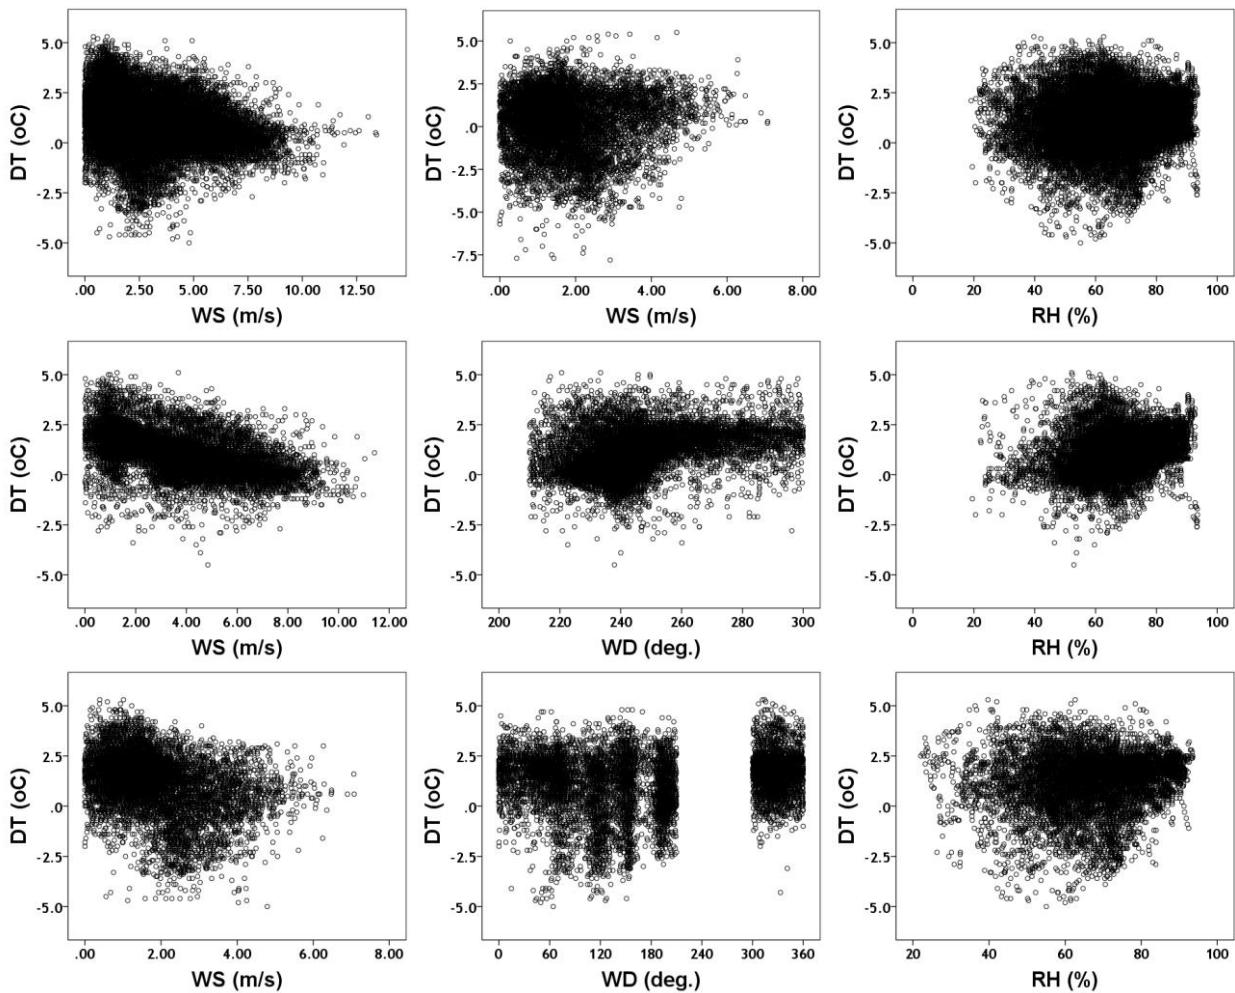 5.0 2.5 .0 -2.5 -5.0
DT (oC)
.00 2.50 5.00 7.50 10.00 12.50
WS (m/s)
5.0 2.5 .0 -2.5 -5.0 -7.5
DT (oC)
.00 2.00 4.00 6.00 8.00
WS (m/s)
5.0 2.5 .0 -2.5 -5.0
DT (oC)
0 20 40 60 80 100
RH (%)
5.0 2.5 .0 -2.5 -5.0
DT (oC)
.00 2.00 4.00 6.00 8.00 10.00 12.00
WS (m/s)
5.0 2.5 .0 -2.5 -5.0
DT (oC)
200 220 240 260 280 300
WD (deg.)
5.0 2.5 .0 -2.5 -5.0
DT (oC)
0 20 40 60 80 100
RH (%)
5.0 2.5 .0 -2.5 -5.0
DT (oC)
.00 2.00 4.00 6.00 8.00
WS (m/s)
5.0 2.5 .0 -2.5 -5.0
DT (oC)
0 60 120 180 240 300 360
WD (deg.)
5.0 2.5 .0 -2.5 -5.0
DT (oC)
20 40 60 80 100
RH (%)